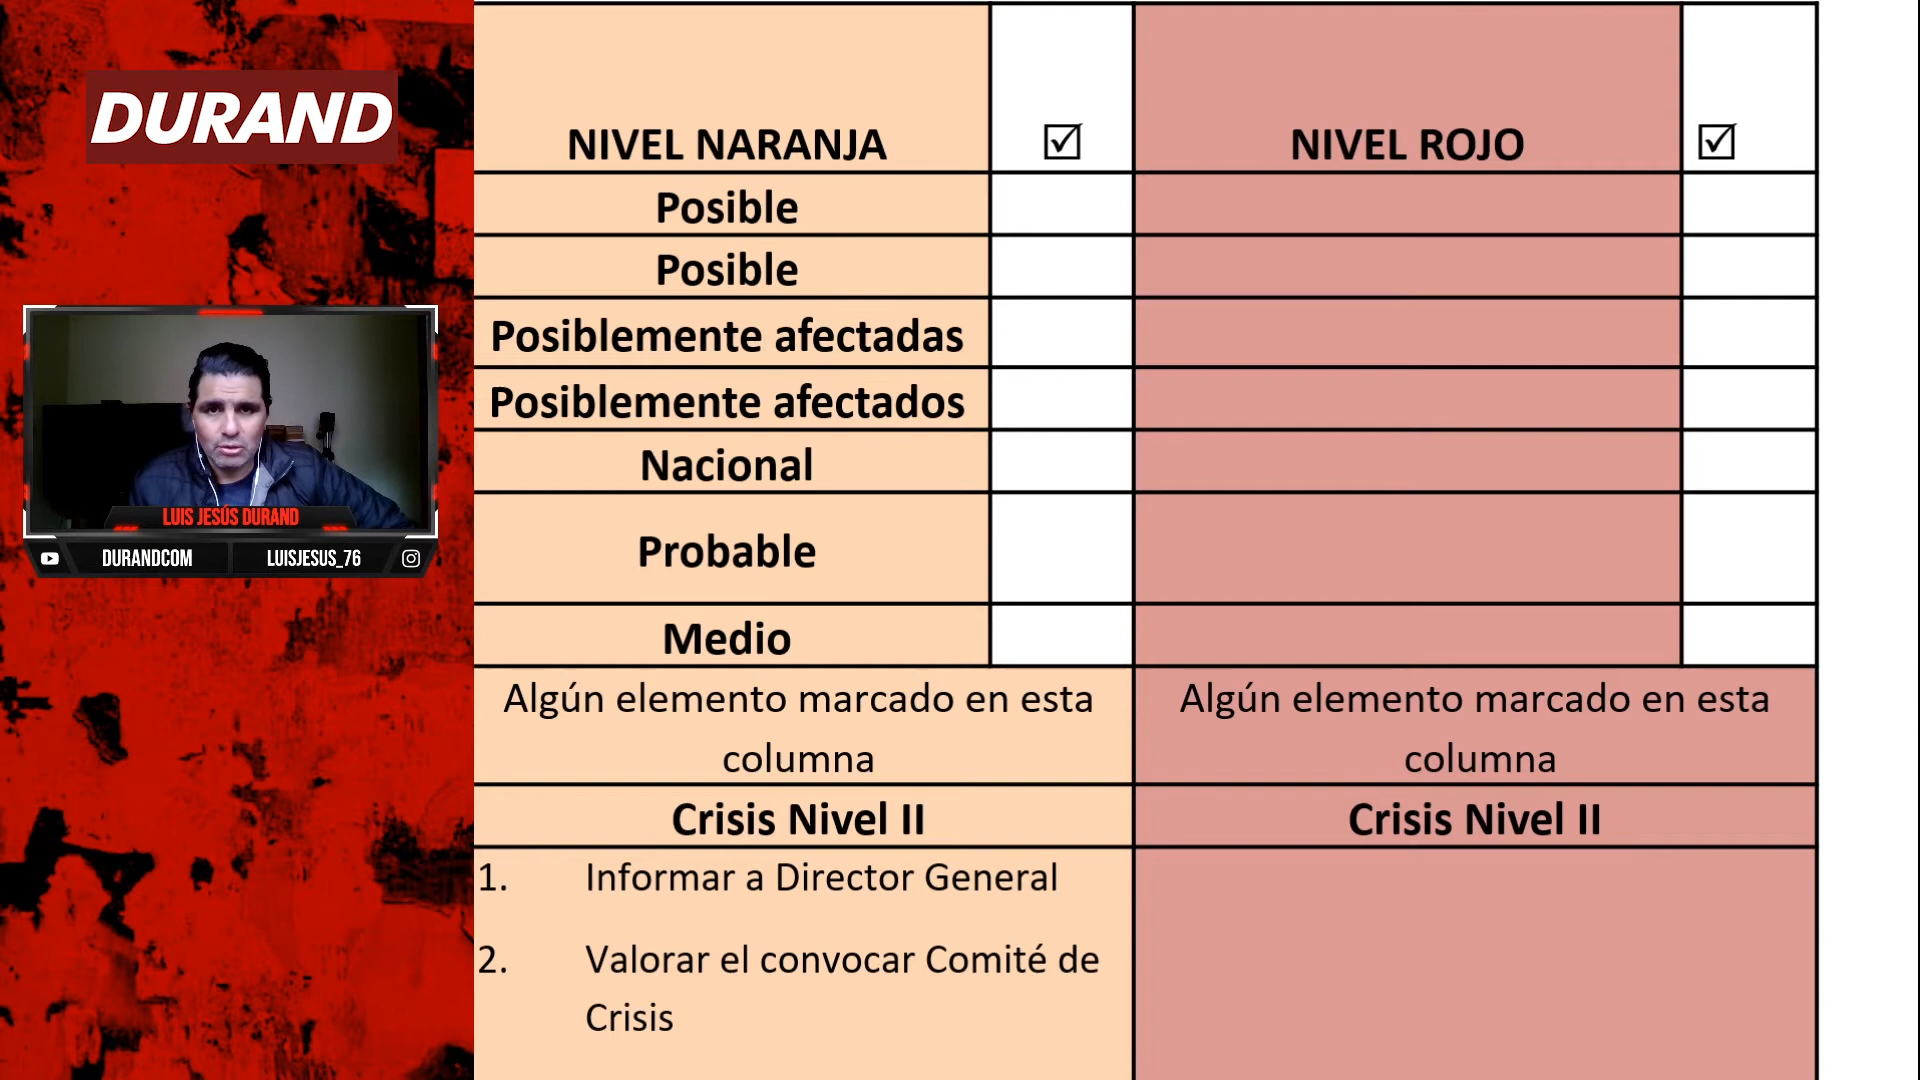 DURAND
LUIS JESÚS DURAND
DURANDCOM
LUISJESUS_76
NIVEL NARANJA ☑ NIVEL ROJO ☑
Posible
Posible
Posiblemente afectadas
Posiblemente afectados
Nacional
Probable
Medio
Algún elemento marcado en esta
columna
Algún elemento marcado en esta
columna
Crisis Nivel II
Crisis Nivel II
1. Informar a Director General
2. Valorar el convocar Comité de
Crisis